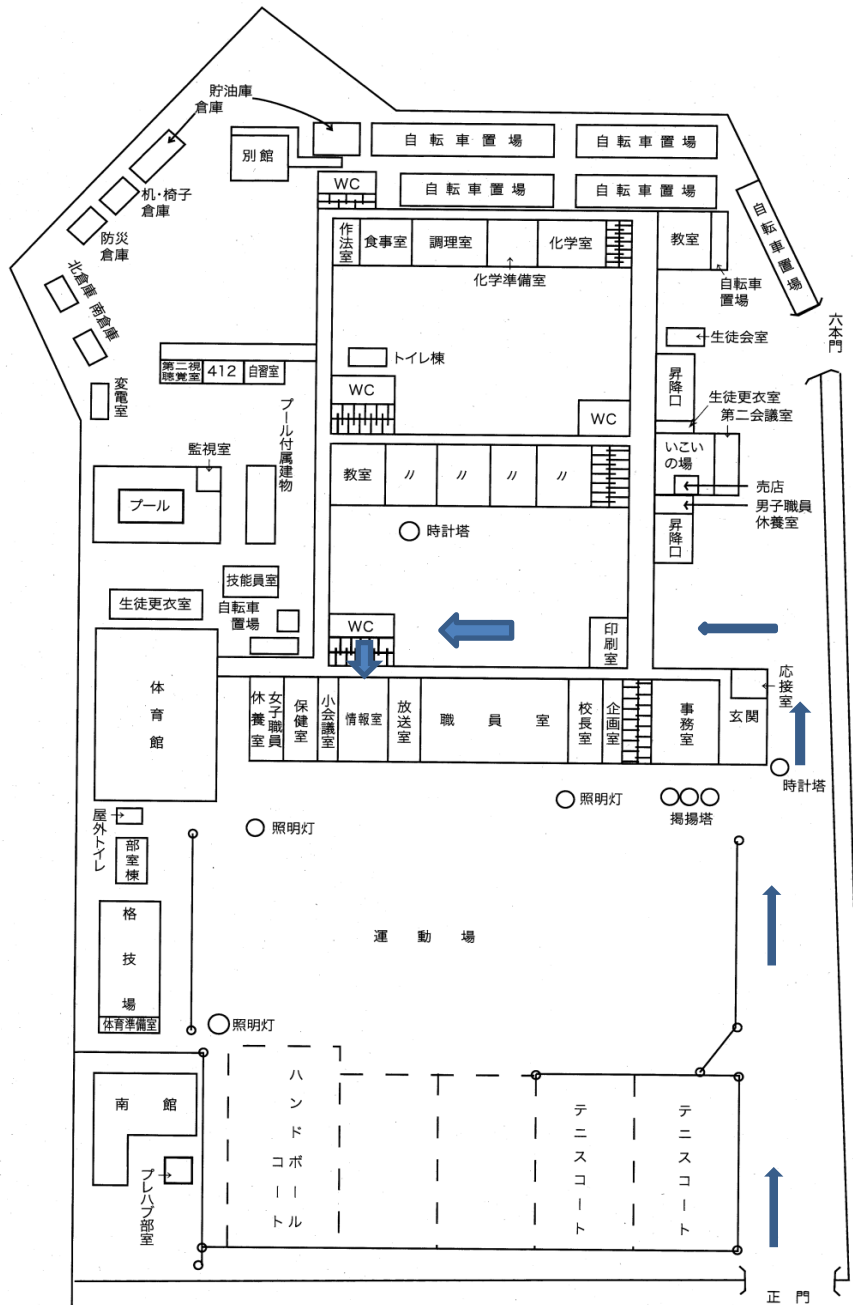 貯油庫
倉庫
別館
自転車置場
自転車置場
WC
自転車置場
自転車置場
自転車置場
机・椅子
倉庫
防災
倉庫
北倉庫
南倉庫
作法室
食事室
調理室
化学準備室
化学室
教室
自転車
置場
六本門
生徒会室
トイレ棟
第二視
聴覚室
412
自習室
変電室
WC
WC
昇降口
生徒更衣室
第二会議室
いこい
の場
売店
男子職員
休養室
昇降口
監視室
プール
プール付属建物
教室
〃
〃
〃
〃
時計塔
技能員室
生徒更衣室
自転車
置場
WC
印刷室
体育館
女子職員
休養室
保健室
小会議室
情報室
放送室
職員室
校長室
企画室
事務室
玄関
応接室
時計塔
屋外トイレ
照明灯
照明灯
掲揚塔
部室棟
格技場
体育準備室
運動場
照明灯
南館
プレハブ部室
ハンドボール
コート
テニスコート
テニスコート
正門